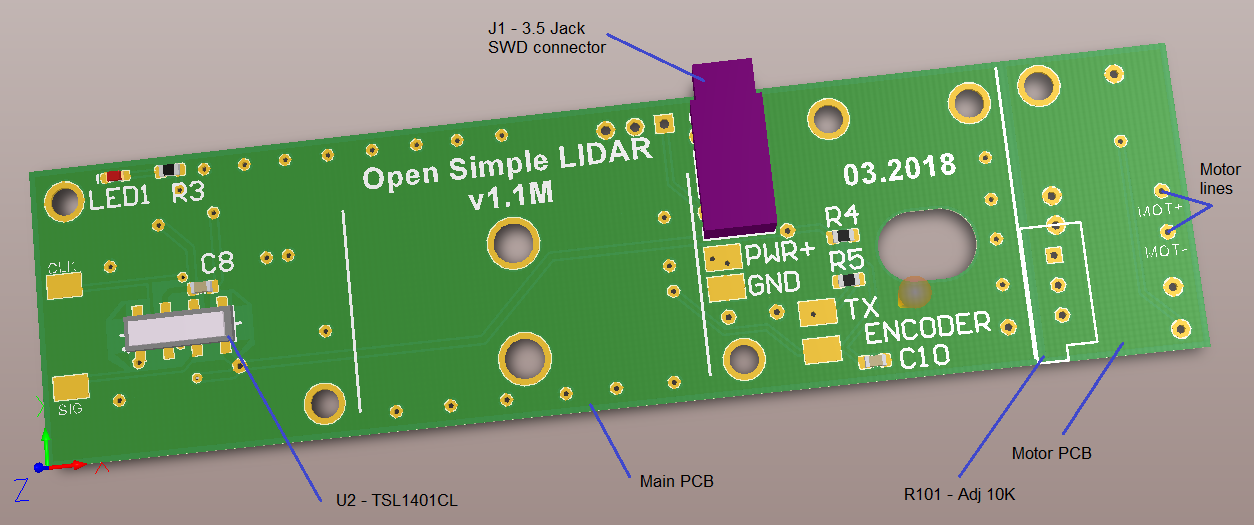 J1 - 3.5 Jack
SWD connector
Open Simple LIDAR
v1.1M
03.2018
Motor
lines
LED1
R3
MOT+
MOT-
R4
C8
CLK
PWR+
R5
GND
TX
ENCODER
C10
SIG
X
Z
U2 - TSL1401CL
Main PCB
Motor PCB
R101 - Adj 10K